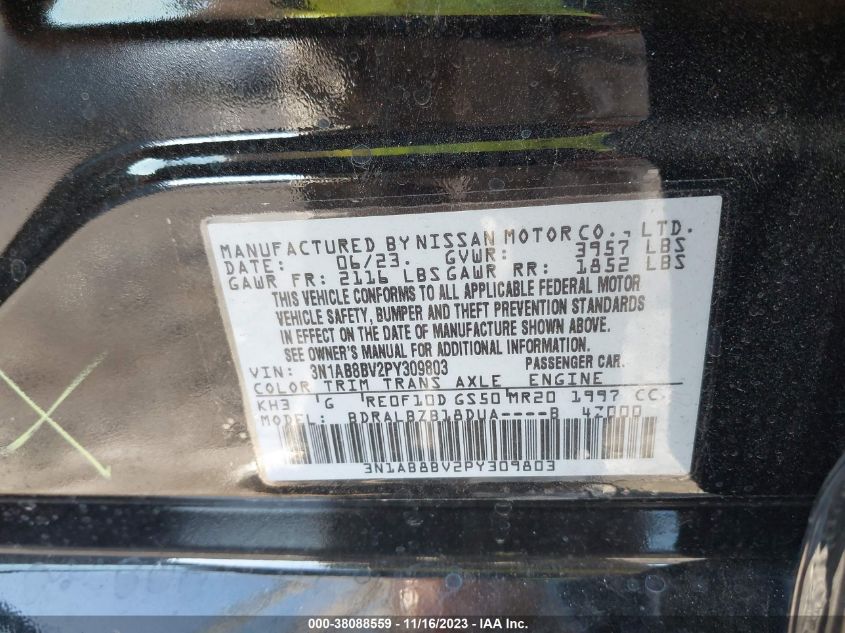 MANUFACTURED BY NISSAN MOTOR CO., LTD.
DATE: 06/23. GVWR: 3957 LBS
GAWR FR: 2116 LBS GAWR RR: 1852 LBS
THIS VEHICLE CONFORMS TO ALL APPLICABLE FEDERAL MOTOR
VEHICLE SAFETY, BUMPER AND THEFT PREVENTION STANDARDS
IN EFFECT ON THE DATE OF MANUFACTURE SHOWN ABOVE.
SEE OWNER'S MANUAL FOR ADDITIONAL INFORMATION.
VIN: 3N1AB8BV2PY309803 PASSENGER CAR.
COLOR TRIM TRANS AXLE ENGINE
KH3 G RE0F10D GS50 MR20 1997 CC
MODEL: BDRALBZB18DUA----B 4Z000
3N1AB8BV2PY309803
000-38088559 — 11/16/2023 — IAA Inc.